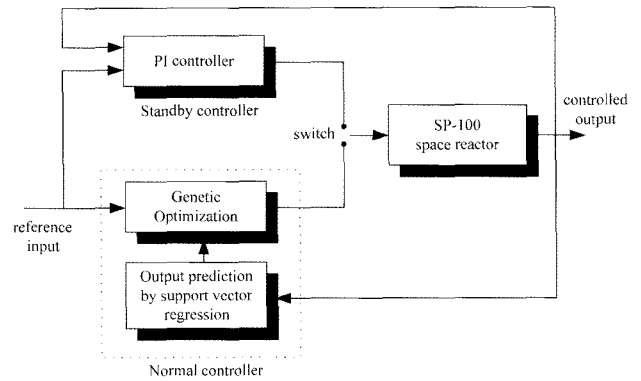 PI controller
Standby controller
switch
SP-100
space reactor
controlled
output
Genetic
Optimization
reference
input
Output prediction
by support vector
regression
Normal controller